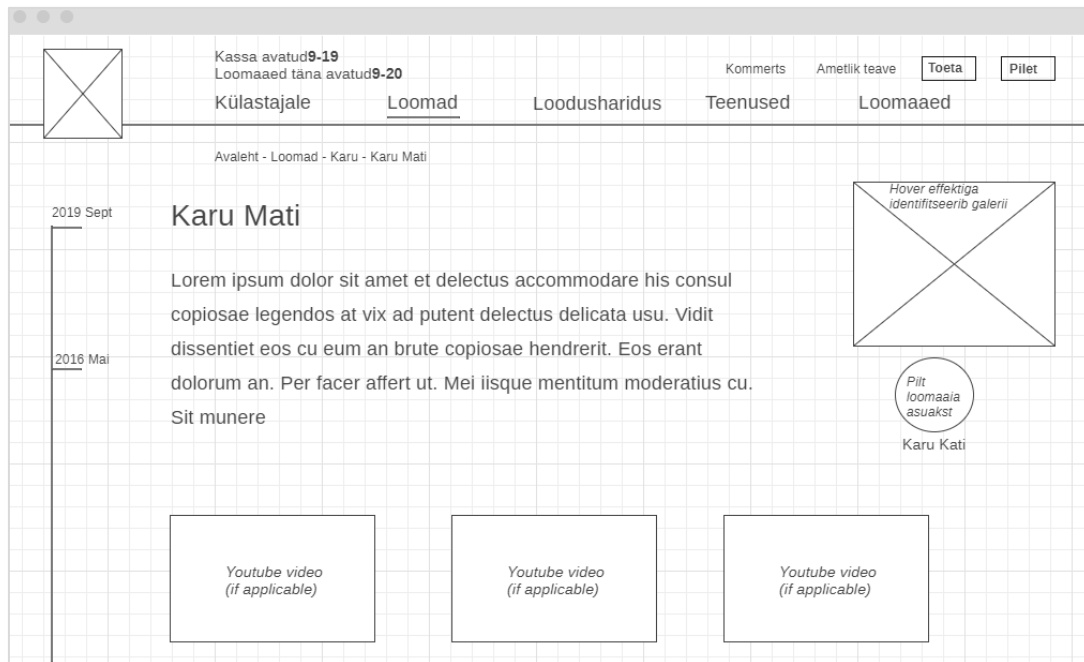 Kassa avatud9-19
Loomaaed täna avatud9-20
Kommerts
Ametlik teave
Toeta
Pilet
Külastajale
Loomad
Loodusharidus
Teenused
Loomaaed
Avaleht - Loomad - Karu - Karu Mati
2019 Sept
Karu Mati
Hover effektiga
identifitseerib galerii
Lorem ipsum dolor sit amet et delectus accommodare his consul
copiosae legendos at vix ad putent delectus delicata usu. Vidit
dissentiet eos cu eum an brute copiosae hendrerit. Eos erant
dolorum an. Per facer affert ut. Mei iisque mentitum moderatius cu.
Sit munere
2016 Mai
Pilt
loomaaia
asuakst
Karu Kati
Youtube video
(if applicable)
Youtube video
(if applicable)
Youtube video
(if applicable)